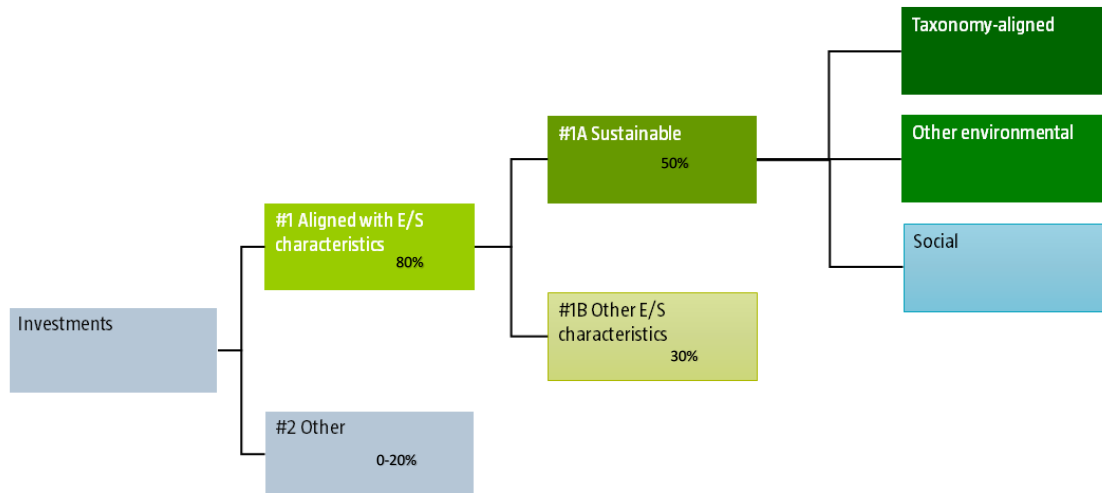 Taxonomy-aligned
#1A Sustainable
50%
Other environmental
#1 Aligned with E/S
characteristics
80%
Social
Investments
#1B Other E/S
characteristics
30%
#2 Other
0-20%